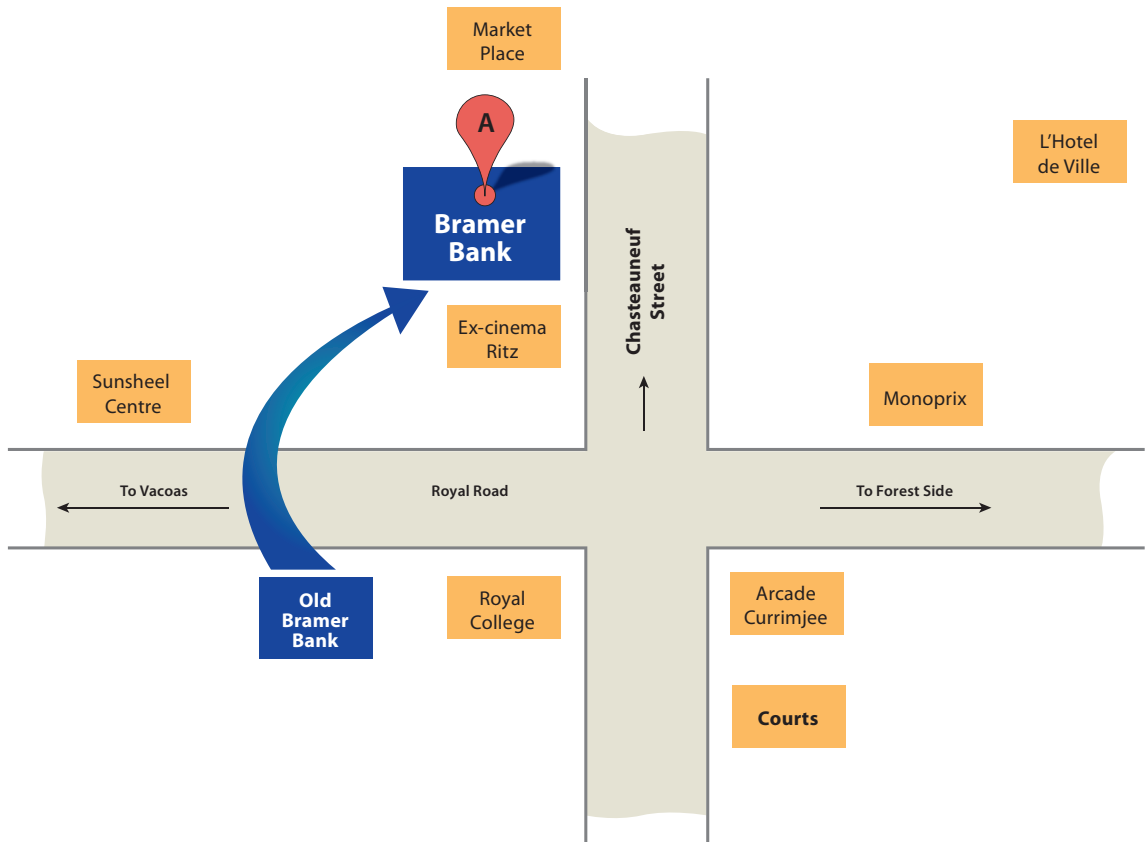 Market
Place
A
L'Hotel
de Ville
Bramer
Bank
Chasteauneuf
Street
Ex-cinema
Ritz
Sunsheel
Centre
Monoprix
To Vacoas
Royal Road
To Forest Side
Old
Bramer
Bank
Royal
College
Arcade
Currimjee
Courts